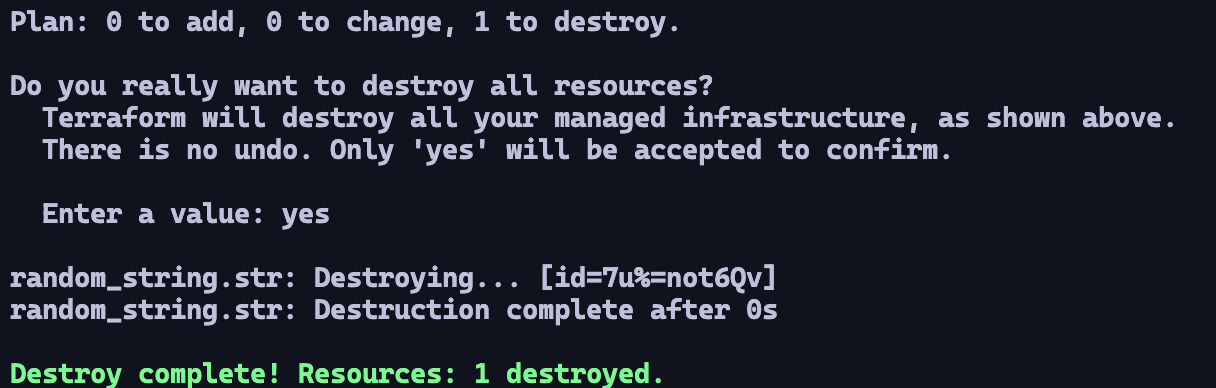 Plan: 0 to add, 0 to change, 1 to destroy.
Do you really want to destroy all resources?
Terraform will destroy all your managed infrastructure, as shown above.
There is no undo. Only 'yes' will be accepted to confirm.
Enter a value: yes
random_string.str: Destroying... [id=7u%=not6Qv]
random_string.str: Destruction complete after 0s
Destroy complete! Resources: 1 destroyed.